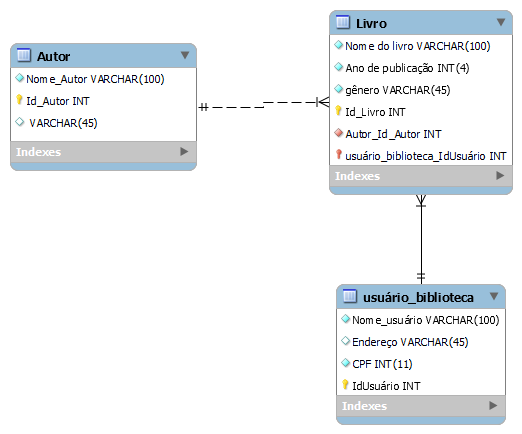 Autor
Nome_Autor VARCHAR(100)
Id_Autor INT
VARCHAR(45)
Indexes
Livro
Nome do livro VARCHAR(100)
Ano de publicação INT(4)
gênero VARCHAR(45)
Id_Livro INT
Autor_Id_Autor INT
usuário_biblioteca_IdUsuário INT
Indexes
usuário_biblioteca
Nome_usuário VARCHAR(100)
Endereço VARCHAR(45)
CPF INT(11)
IdUsuário INT
Indexes